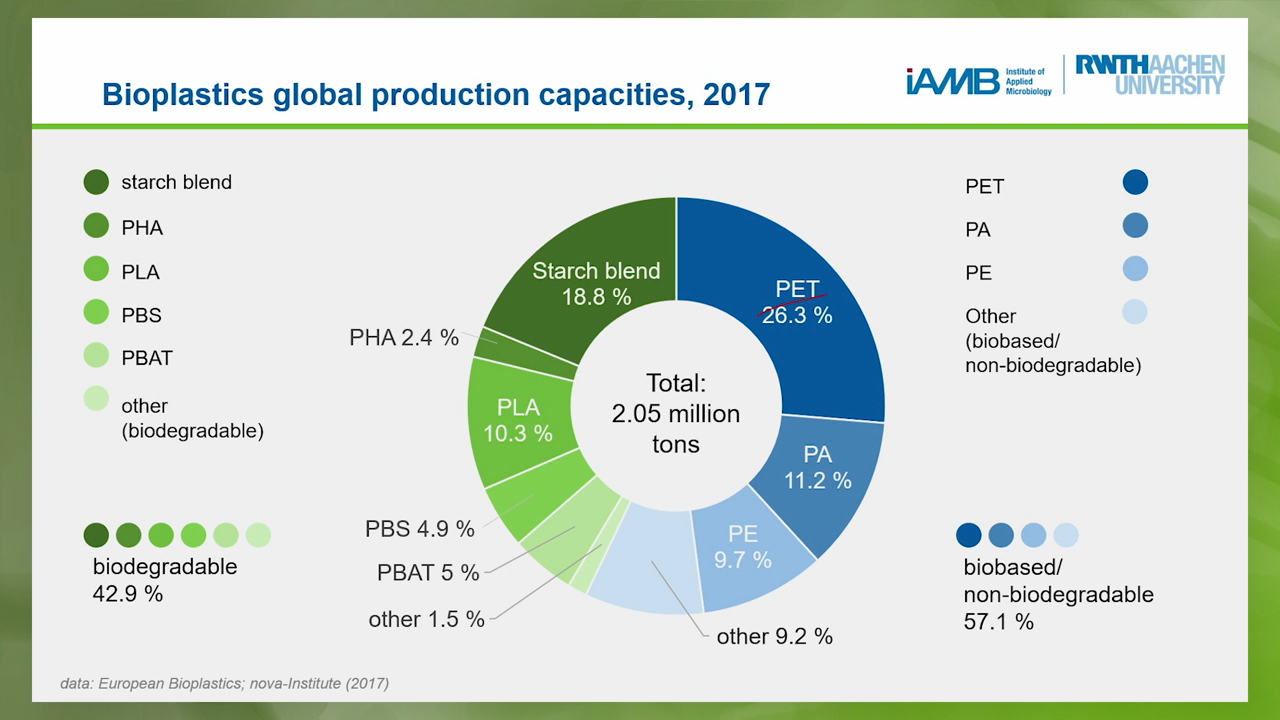 Bioplastics global production capacities, 2017
iAMB
Institute of
Applied
Microbiology
RWTHAACHEN
UNIVERSITY
starch blend
PHA
PLA
PBS
PBAT
other
(biodegradable)
biodegradable
42.9 %
Starch blend
18.8 %
PHA 2.4 %
PLA
10.3 %
PBS 4.9 %
PBAT 5 %
other 1.5 %
Total:
2.05 million
tons
PET
26.3 %
PA
11.2 %
PE
9.7 %
other 9.2 %
PET
PA
PE
Other
(biobased/
non-biodegradable)
biobased/
non-biodegradable
57.1 %
data: European Bioplastics; nova-Institute (2017)